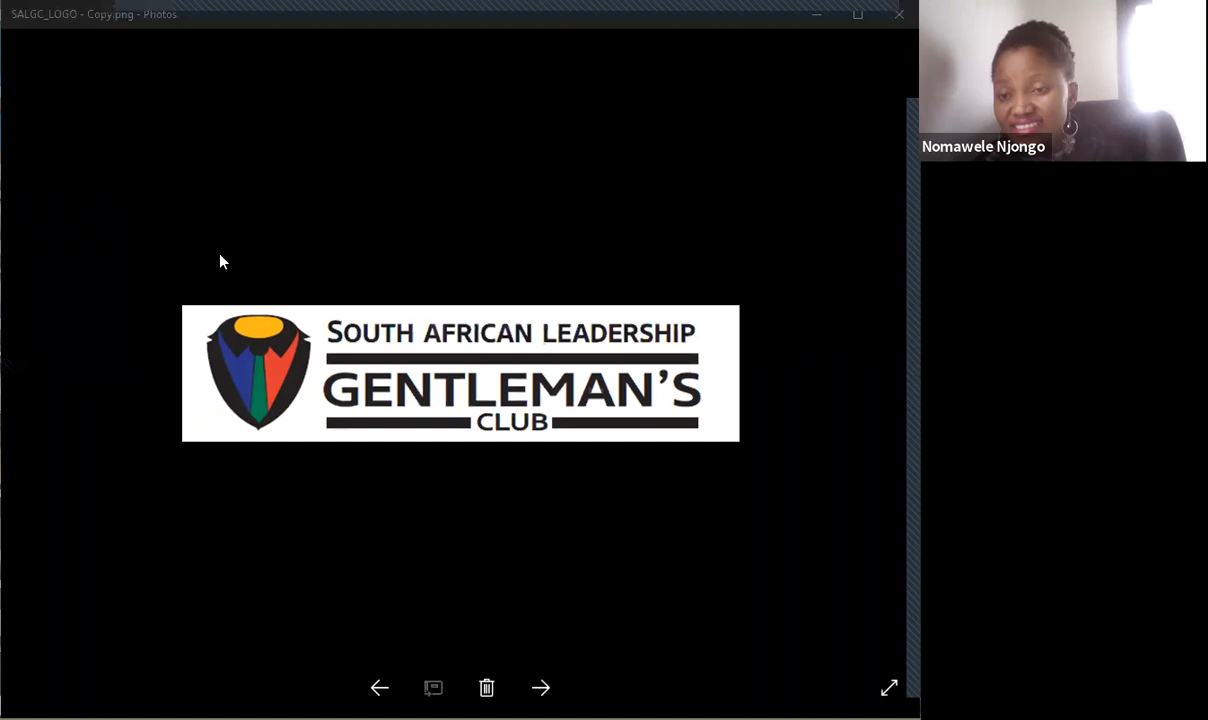 SALGC_LOGO - Copy.png - Photos
Nomawele Njongo
SOUTH AFRICAN LEADERSHIP
GENTLEMAN'S
CLUB